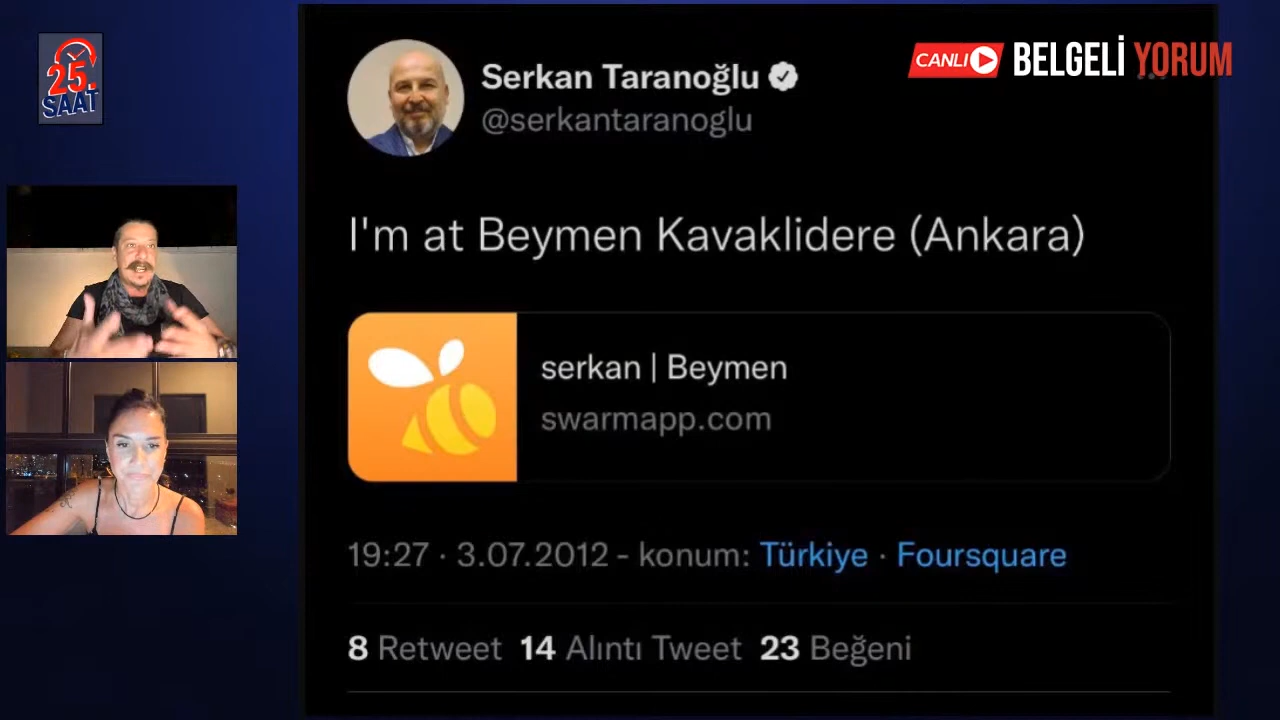 25.
SAAT
CANLI BELGELİ YORUM
Serkan Taranoğlu
@serkantaranoglu
I'm at Beymen Kavaklidere (Ankara)
serkan | Beymen
swarmapp.com
19:27 · 3.07.2012 - konum: Türkiye · Foursquare
8 Retweet 14 Alıntı Tweet 23 Beğeni